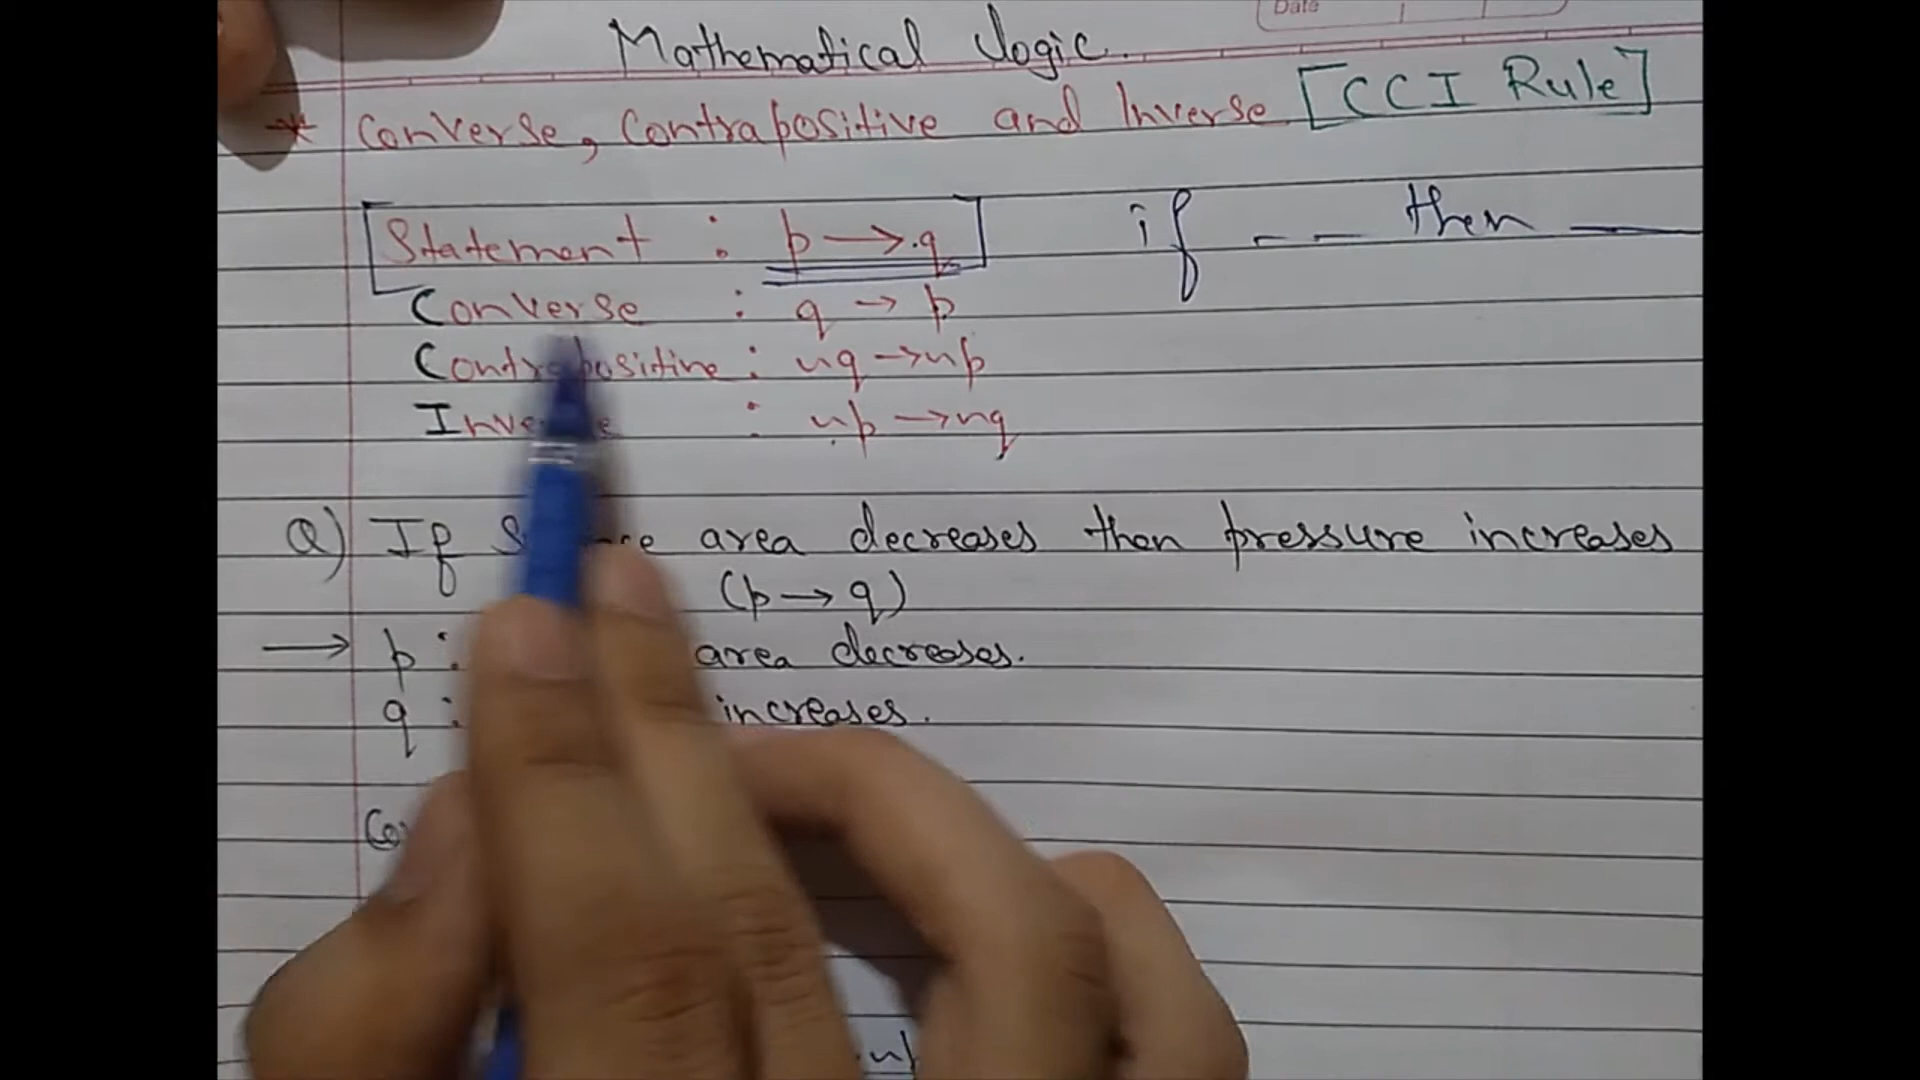 Date
Mathematical Logic.
* Converse, Contrapositive and Inverse [CCI Rule]
Statement : p → q if _ _ _ then ___
Converse : q → p
Contrapositive : ~q → ~p
Inverse : ~p → ~q
Q) If area decreases then pressure increases
(p → q)
→ p : area decreases.
q : increases.
~p